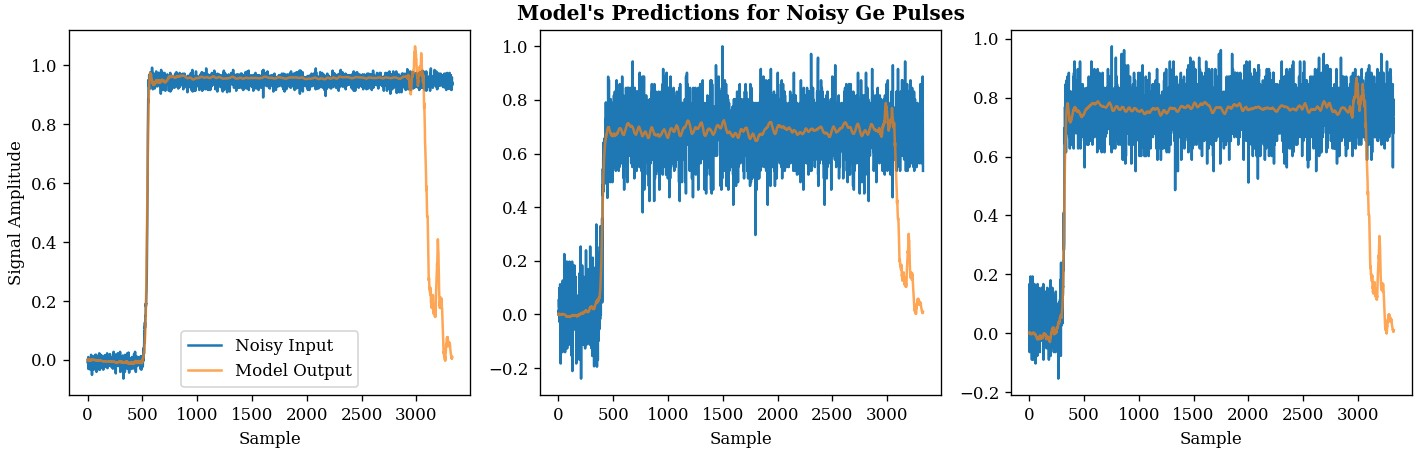 Model's Predictions for Noisy Ge Pulses
Signal Amplitude
1.0
0.8
0.6
0.4
0.2
0.0
Noisy Input
Model Output
0 500 1000 1500 2000 2500 3000
Sample
1.0
0.8
0.6
0.4
0.2
0.0
−0.2
0 500 1000 1500 2000 2500 3000
Sample
1.0
0.8
0.6
0.4
0.2
0.0
−0.2
0 500 1000 1500 2000 2500 3000
Sample